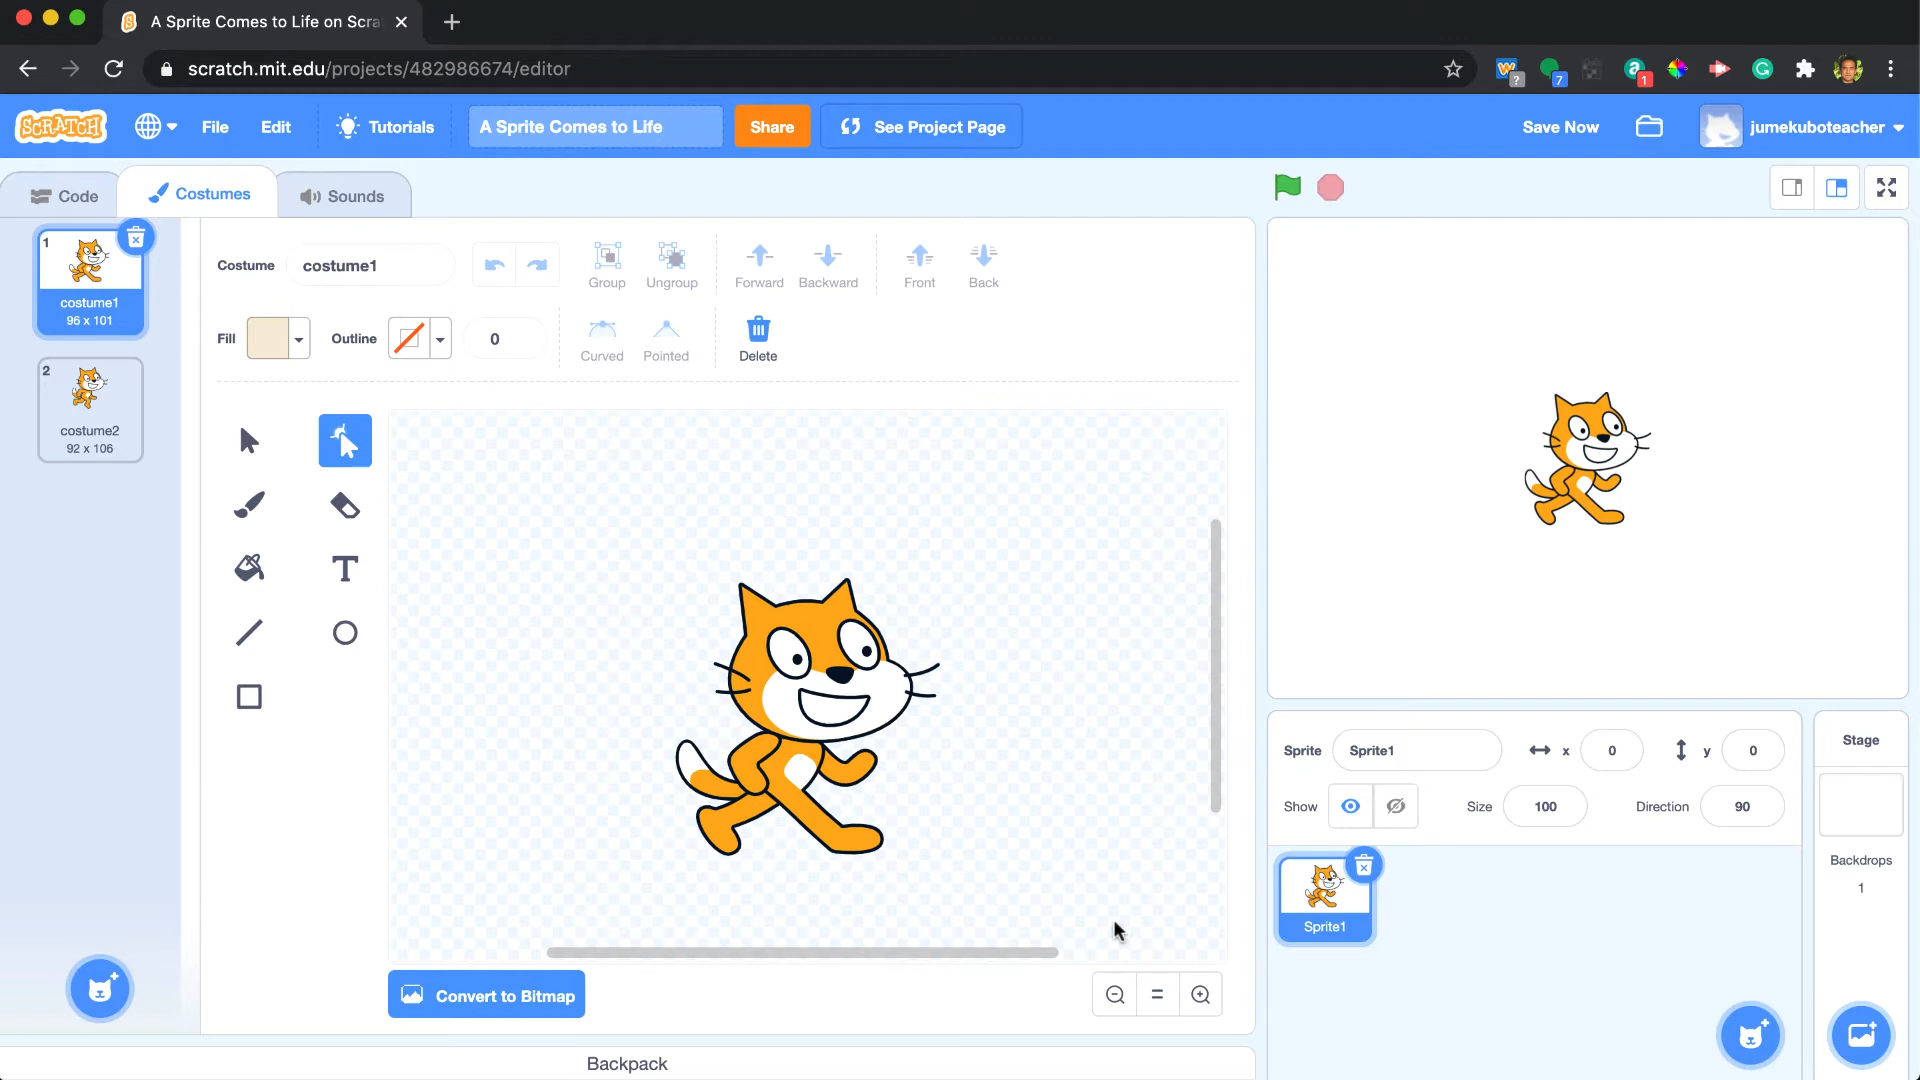 A Sprite Comes to Life on Scra
scratch.mit.edu/projects/482986674/editor
? 7 1
SCRATCH File Edit Tutorials A Sprite Comes to Life Share See Project Page Save Now jumekuboteacher
Code Costumes Sounds
1
costume1
96 x 101
2
costume2
92 x 106
Costume costume1 Group Ungroup Forward Backward Front Back
Fill Outline 0 Curved Pointed Delete
T
Convert to Bitmap
Backpack
Sprite Sprite1 x 0 y 0
Show Size 100 Direction 90
Sprite1
Stage
Backdrops
1